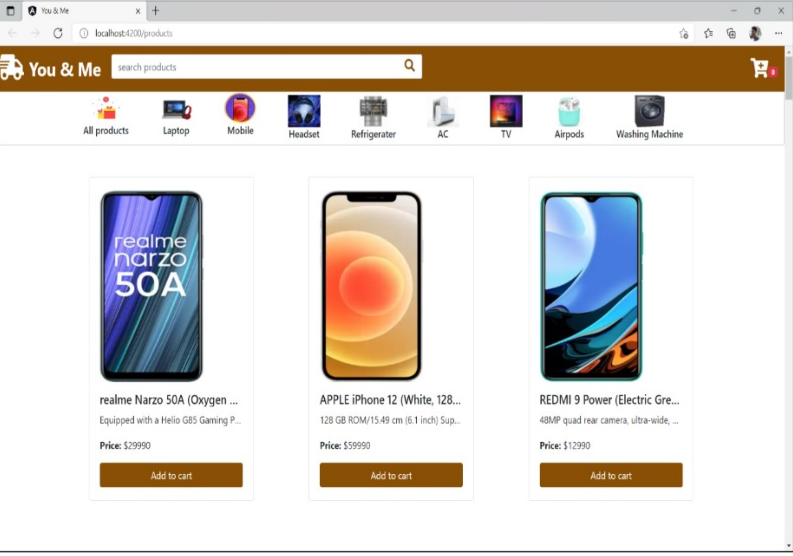 You & Me
localhost:4200/products
You & Me
search products
All products
Laptop
Mobile
Headset
Refrigerater
AC
TV
Airpods
Washing Machine
realme
narzo
50A
realme Narzo 50A (Oxygen ...
Equipped with a Helio G85 Gaming P...
Price: $29990
Add to cart
APPLE iPhone 12 (White, 128...
128 GB ROM/15.49 cm (6.1 inch) Sup...
Price: $59990
Add to cart
REDMI 9 Power (Electric Gre...
48MP quad rear camera, ultra-wide, ...
Price: $12990
Add to cart